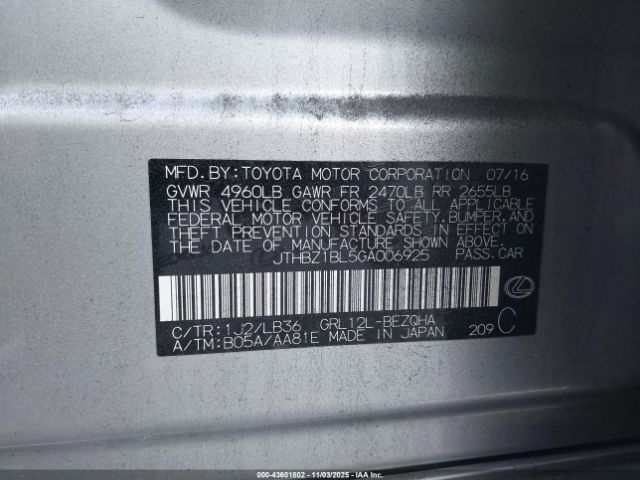 MFD.BY:TOYOTA MOTOR CORPORATION 07/16
GVWR 4960LB GAWR FR 2470LB RR 2655LB
THIS VEHICLE CONFORMS TO ALL APPLICABLE
FEDERAL MOTOR VEHICLE SAFETY.BUMPER.AND
THEFT PREVENTION STANDARDS IN EFFECT ON
THE DATE OF MANUFACTURE SHOWN ABOVE.
JTHBZ1BL5GA006925 PASS.CAR
C/TR:1J2/LB36 GRL12L-BEZQHA
A/TM:B05A/AA81E MADE IN JAPAN 209 C
000-43601802 - 11/03/2025 - IAA Inc.